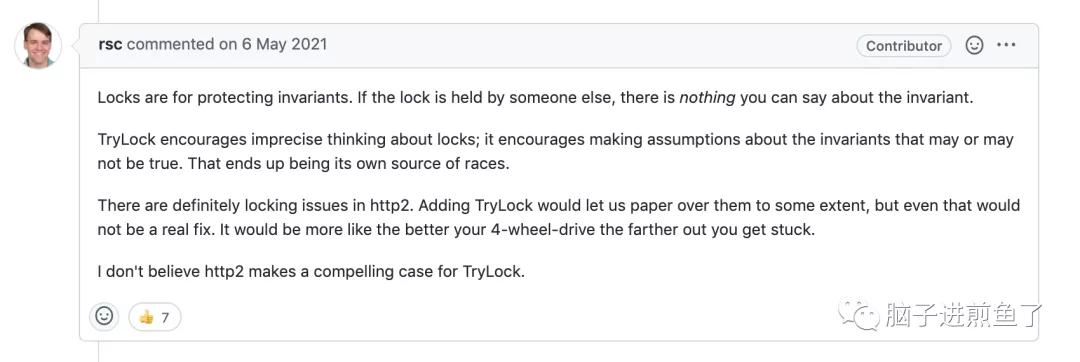 rsc commented on 6 May 2021
Contributor
Locks are for protecting invariants. If the lock is held by someone else, there is nothing you can say about the invariant.
TryLock encourages imprecise thinking about locks; it encourages making assumptions about the invariants that may or may
not be true. That ends up being its own source of races.
There are definitely locking issues in http2. Adding TryLock would let us paper over them to some extent, but even that would
not be a real fix. It would be more like the better your 4-wheel-drive the farther out you get stuck.
I don't believe http2 makes a compelling case for TryLock.
7
脑子进煎鱼了